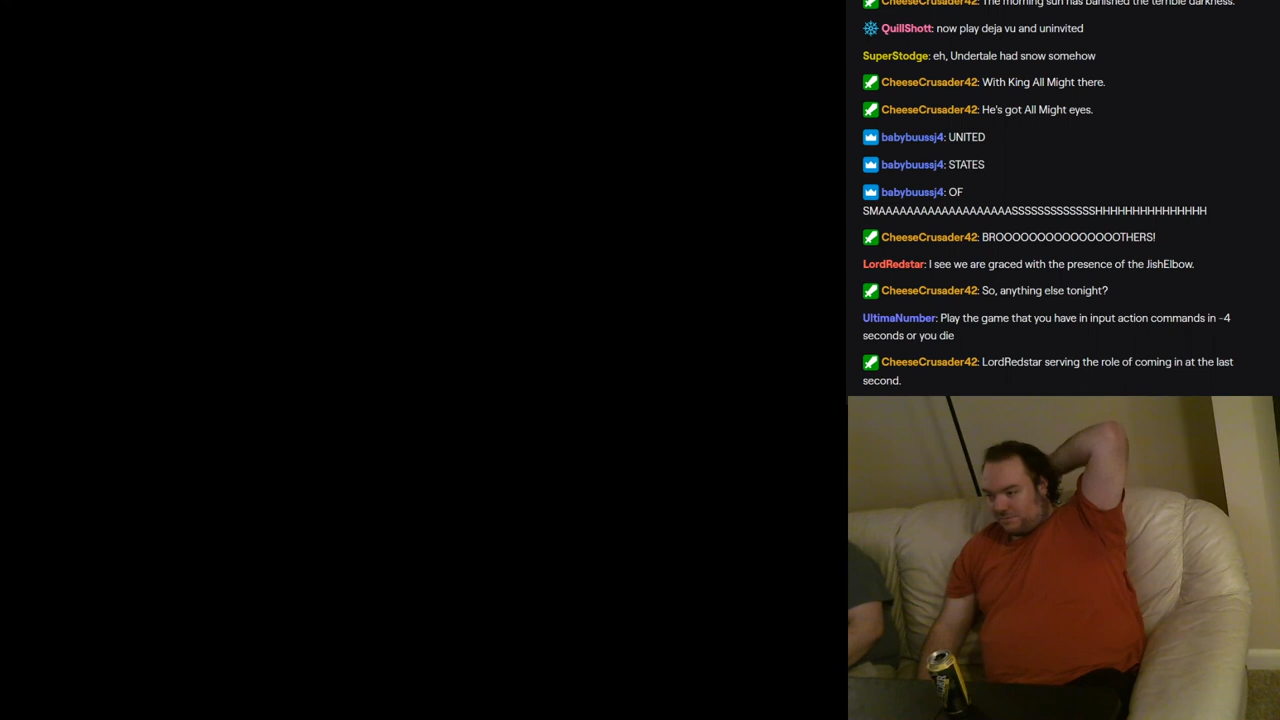 CheeseCrusader42: The morning sun has banished the terrible darkness.
QuillShott: now play deja vu and uninvited
SuperStodge: eh, Undertale had snow somehow
CheeseCrusader42: With King All Might there.
CheeseCrusader42: He's got All Might eyes.
babybuussj4: UNITED
babybuussj4: STATES
babybuussj4: OF
SMAAAAAAAAAAAAAAAAAAASSSSSSSSSSSSHHHHHHHHHHHHHHH
CheeseCrusader42: BROOOOOOOOOOOOOOOTHERS!
LordRedstar: I see we are graced with the presence of the JishElbow.
CheeseCrusader42: So, anything else tonight?
UltimaNumber: Play the game that you have in input action commands in -4
seconds or you die
CheeseCrusader42: LordRedstar serving the role of coming in at the last
second.